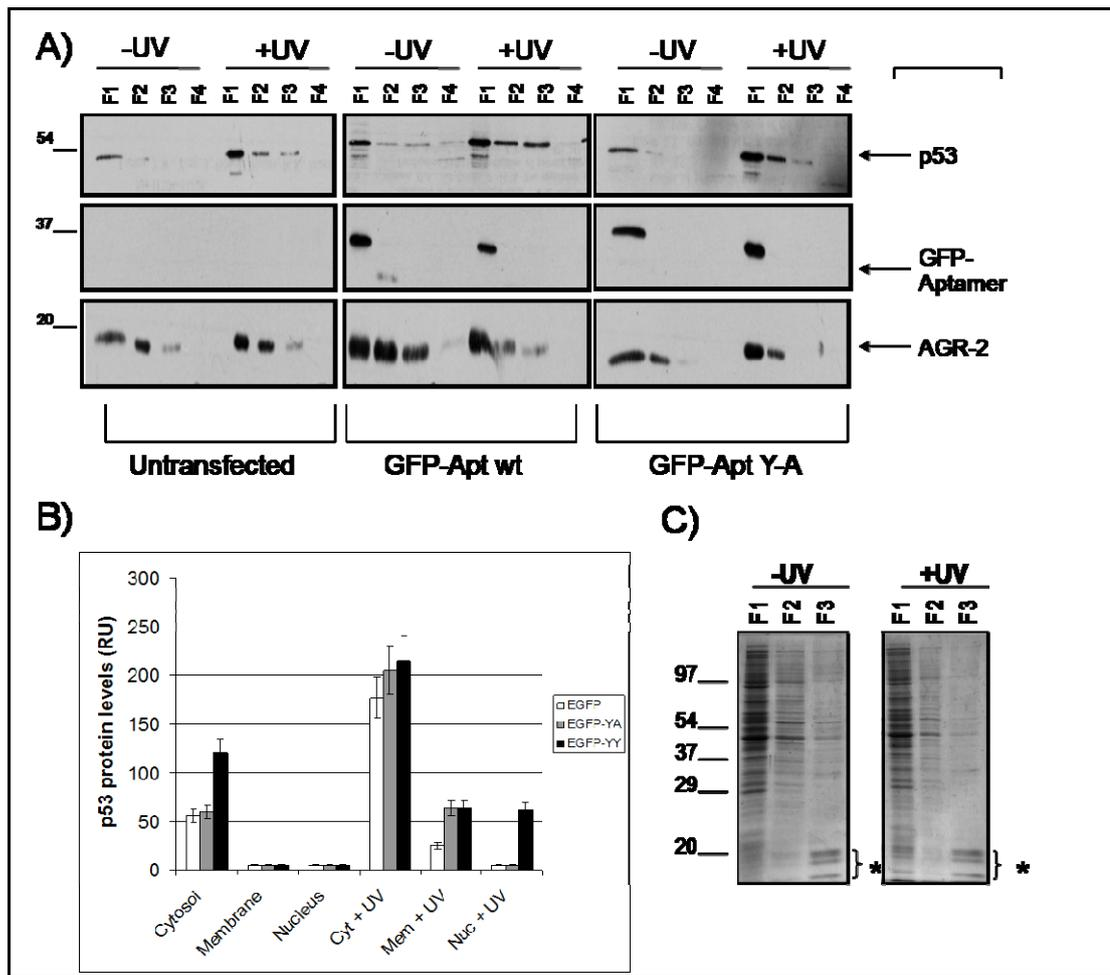 A)
-UV +UV -UV +UV -UV +UV
F1 F2 F3 F4 F1 F2 F3 F4 F1 F2 F3 F4 F1 F2 F3 F4 F1 F2 F3 F4 F1 F2 F3 F4
54
p53
37
GFP-
Aptamer
20
AGR-2
Untransfected GFP-Apt wt GFP-Apt Y-A
B)
p53 protein levels (RU)
300
250
200
150
100
50
0
Cytosol Membrane Nucleus Cyt + UV Mem + UV Nuc + UV
EGFP
EGFP-YA
EGFP-YY
C)
-UV +UV
F1 F2 F3 F1 F2 F3
97
54
37
29
20
* *